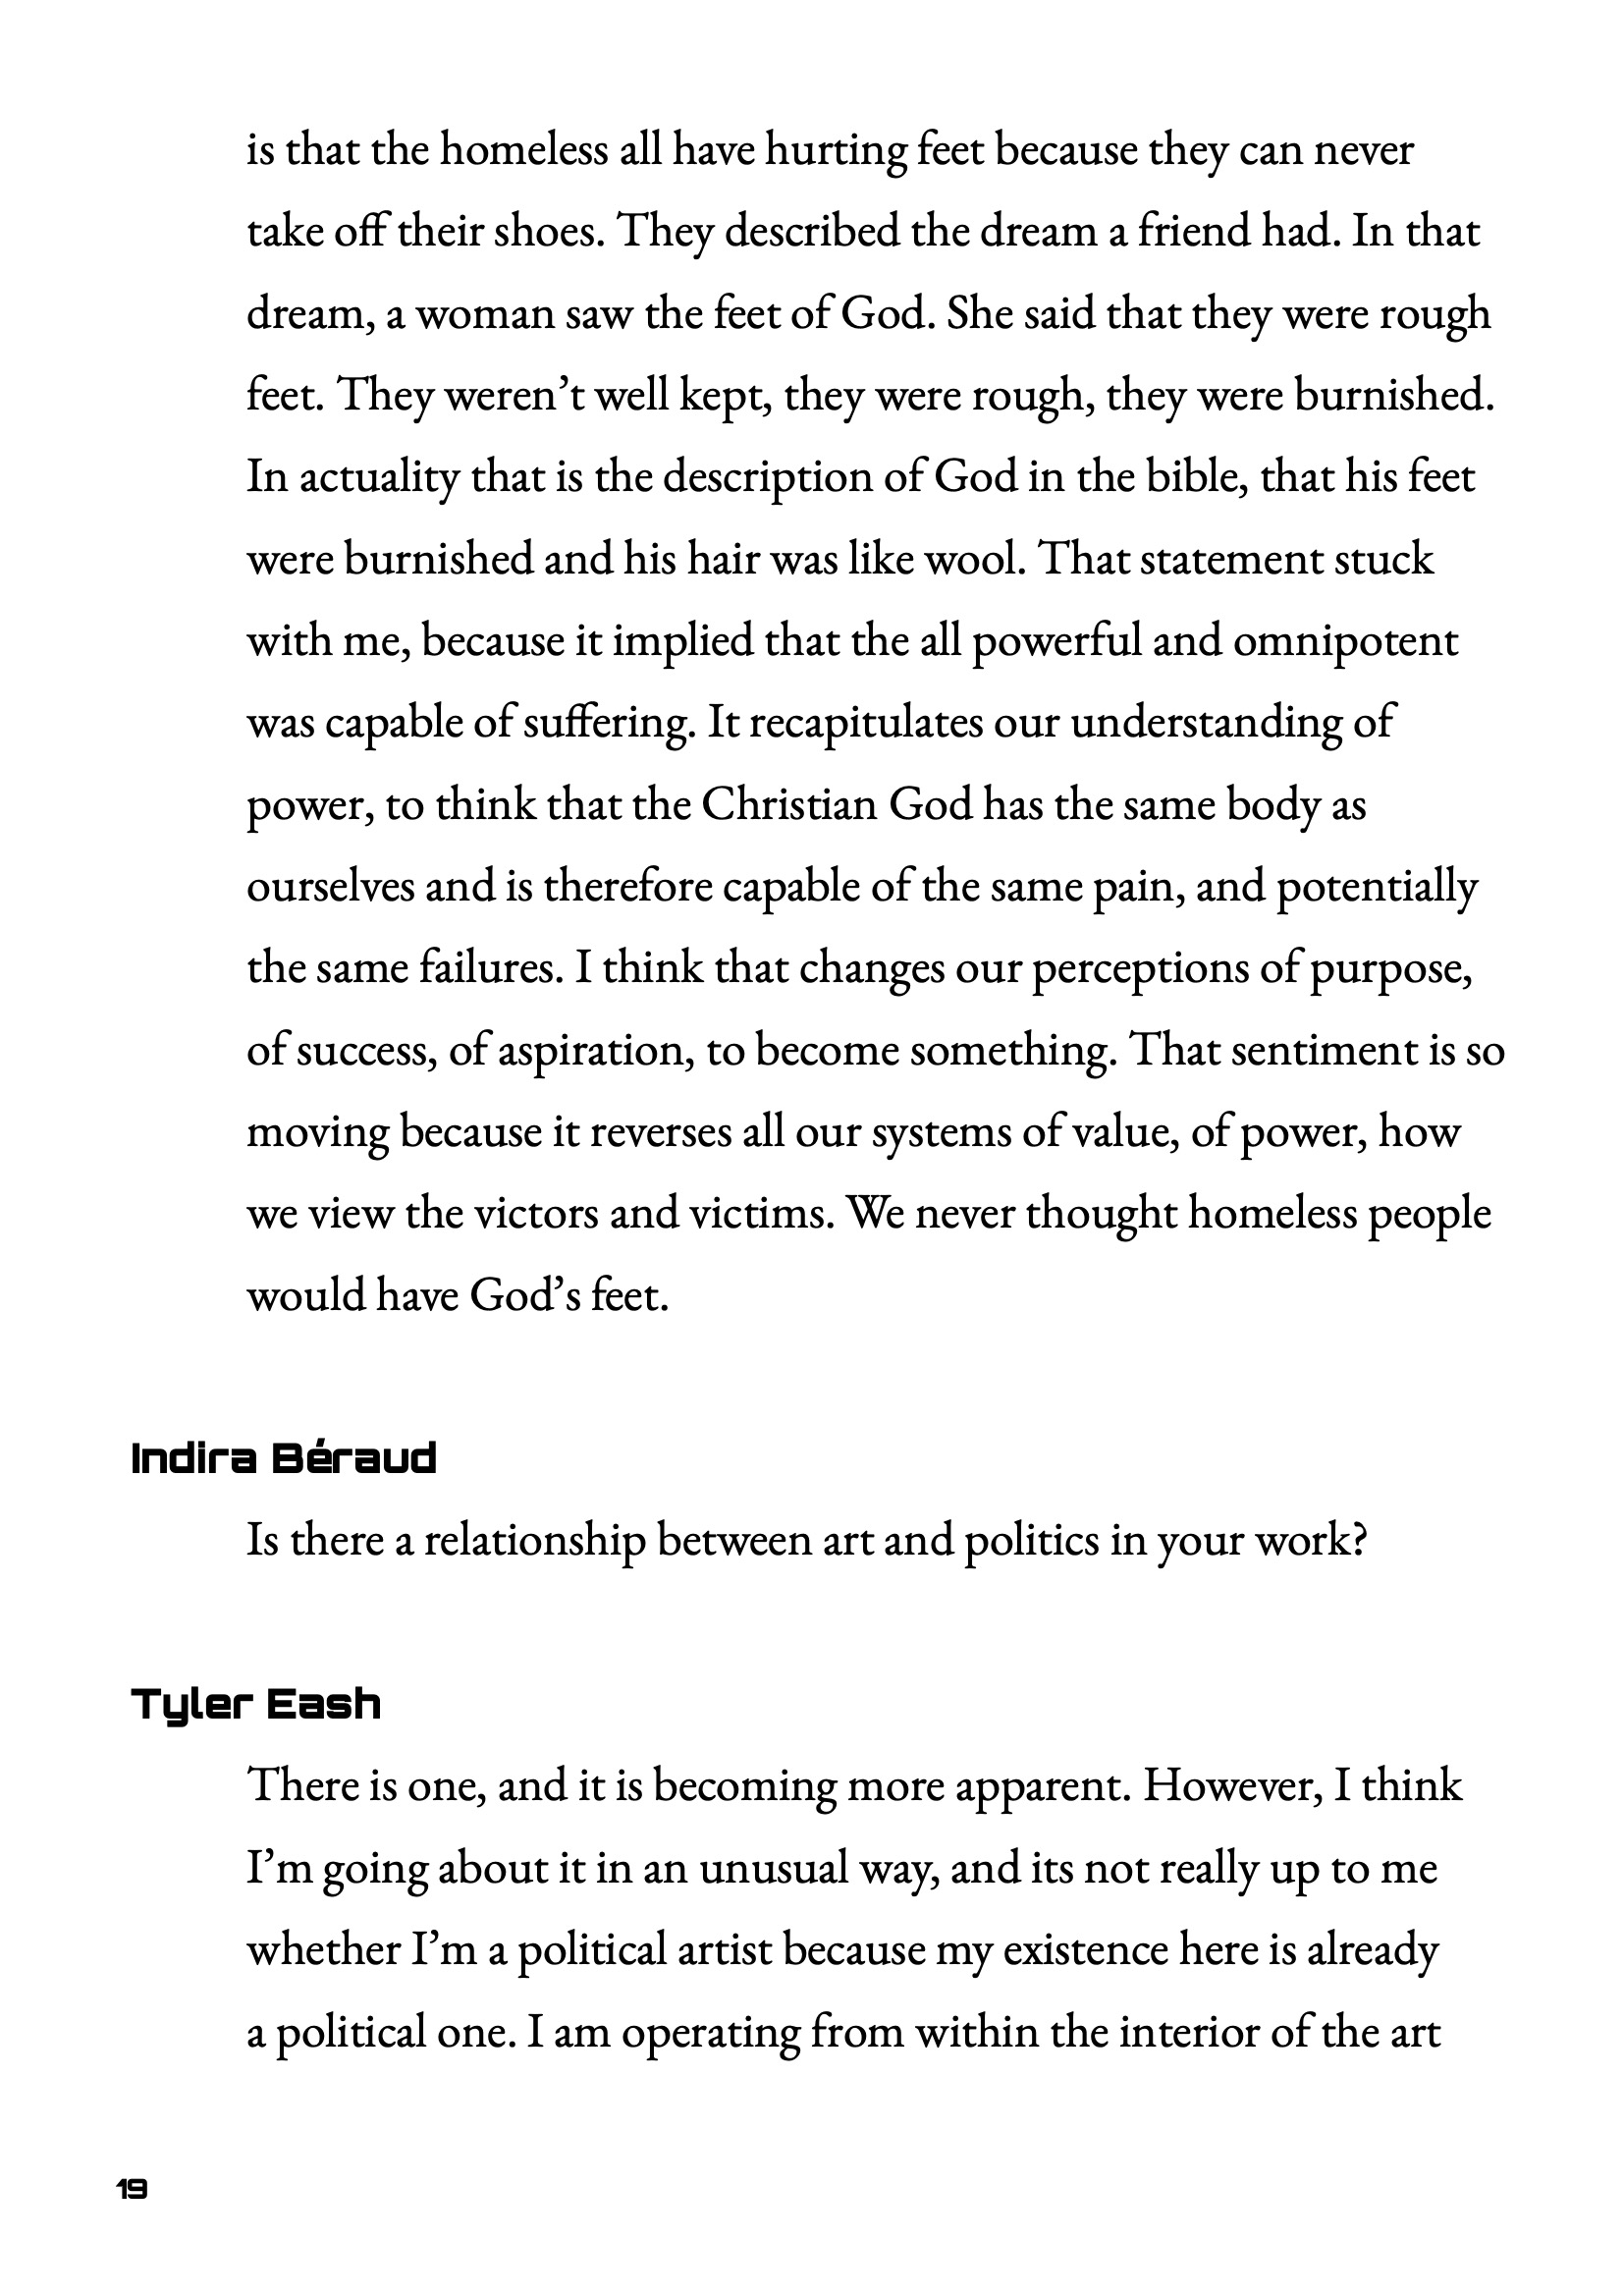 is that the homeless all have hurting feet because they can never
take off their shoes. They described the dream a friend had. In that
dream, a woman saw the feet of God. She said that they were rough
feet. They weren’t well kept, they were rough, they were burnished.
In actuality that is the description of God in the bible, that his feet
were burnished and his hair was like wool. That statement stuck
with me, because it implied that the all powerful and omnipotent
was capable of suffering. It recapitulates our understanding of
power, to think that the Christian God has the same body as
ourselves and is therefore capable of the same pain, and potentially
the same failures. I think that changes our perceptions of purpose,
of success, of aspiration, to become something. That sentiment is so
moving because it reverses all our systems of value, of power, how
we view the victors and victims. We never thought homeless people
would have God’s feet.
Indira Béraud
Is there a relationship between art and politics in your work?
Tyler Eash
There is one, and it is becoming more apparent. However, I think
I’m going about it in an unusual way, and its not really up to me
whether I’m a political artist because my existence here is already
a political one. I am operating from within the interior of the art
19